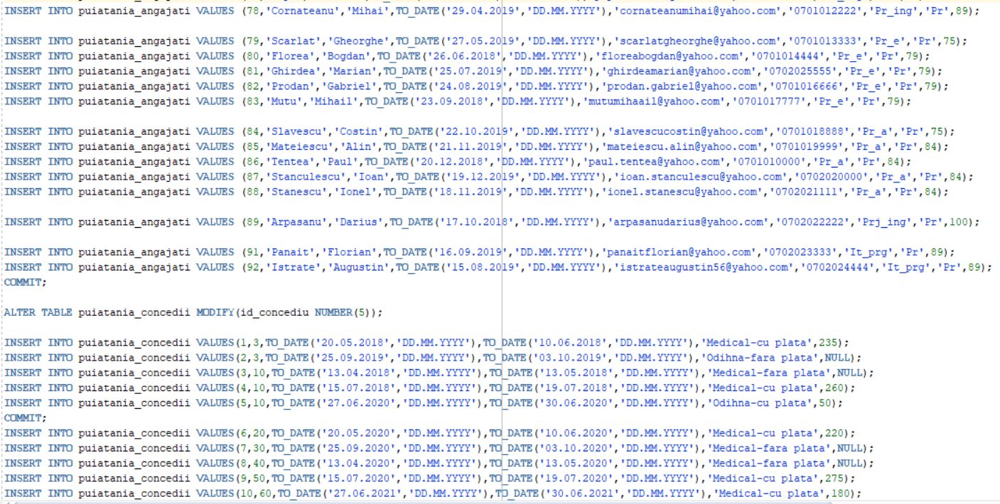 INSERT INTO puiatania_angajati VALUES (78,'Cornateanu','Mihai',TO_DATE('29.04.2019','DD.MM.YYYY'),'cornateanumihai@yahoo.com','0701012222','Pr_ing','Pr',89);
INSERT INTO puiatania_angajati VALUES (79,'Scarlat','Gheorghe',TO_DATE('27.05.2019','DD.MM.YYYY'),'scarlatgheorghe@yahoo.com','0701013333','Pr_e','Pr',75);
INSERT INTO puiatania_angajati VALUES (80,'Florea','Bogdan',TO_DATE('26.06.2018','DD.MM.YYYY'),'floreabogdan@yahoo.com','0701014444','Pr_e','Pr',79);
INSERT INTO puiatania_angajati VALUES (81,'Ghirdea','Marian',TO_DATE('25.07.2019','DD.MM.YYYY'),'ghirdeamarian@yahoo.com','0702025555','Pr_e','Pr',79);
INSERT INTO puiatania_angajati VALUES (82,'Prodan','Gabriel',TO_DATE('24.08.2019','DD.MM.YYYY'),'prodan.gabriel@yahoo.com','0701016666','Pr_e','Pr',79);
INSERT INTO puiatania_angajati VALUES (83,'Mutu','Mihail',TO_DATE('23.09.2018','DD.MM.YYYY'),'mutumihaail@yahoo.com','0701017777','Pr_e','Pr',79);
INSERT INTO puiatania_angajati VALUES (84,'Slavescu','Costin',TO_DATE('22.10.2019','DD.MM.YYYY'),'slavescucostin@yahoo.com','0701018888','Pr_a','Pr',75);
INSERT INTO puiatania_angajati VALUES (85,'Mateiescu','Alin',TO_DATE('21.11.2019','DD.MM.YYYY'),'mateiescu.alin@yahoo.com','0701019999','Pr_a','Pr',84);
INSERT INTO puiatania_angajati VALUES (86,'Tentea','Paul',TO_DATE('20.12.2018','DD.MM.YYYY'),'paul.tentea@yahoo.com','0701010000','Pr_a','Pr',84);
INSERT INTO puiatania_angajati VALUES (87,'Stanculescu','Ioan',TO_DATE('19.12.2019','DD.MM.YYYY'),'ioan.stanculescu@yahoo.com','0702020000','Pr_a','Pr',84);
INSERT INTO puiatania_angajati VALUES (88,'Stanescu','Ionel',TO_DATE('18.11.2019','DD.MM.YYYY'),'ionel.stanescu@yahoo.com','0702021111','Pr_a','Pr',84);
INSERT INTO puiatania_angajati VALUES (89,'Arpasanu','Darius',TO_DATE('17.10.2018','DD.MM.YYYY'),'arpasanudarius@yahoo.com','0702022222','Prj_ing','Pr',100);
INSERT INTO puiatania_angajati VALUES (91,'Panait','Florian',TO_DATE('16.09.2019','DD.MM.YYYY'),'panaitflorian@yahoo.com','0702023333','It_prg','Pr',89);
INSERT INTO puiatania_angajati VALUES (92,'Istrate','Augustin',TO_DATE('15.08.2019','DD.MM.YYYY'),'istrateaugustin56@yahoo.com','0702024444','It_prg','Pr',89);
COMMIT;
ALTER TABLE puiatania_concedii MODIFY(id_concediu NUMBER(5));
INSERT INTO puiatania_concedii VALUES(1,3,TO_DATE('20.05.2018','DD.MM.YYYY'),TO_DATE('10.06.2018','DD.MM.YYYY'),'Medical-cu plata',235);
INSERT INTO puiatania_concedii VALUES(2,3,TO_DATE('25.09.2019','DD.MM.YYYY'),TO_DATE('03.10.2019','DD.MM.YYYY'),'Odihna-fara plata',NULL);
INSERT INTO puiatania_concedii VALUES(3,10,TO_DATE('13.04.2018','DD.MM.YYYY'),TO_DATE('13.05.2018','DD.MM.YYYY'),'Medical-fara plata',NULL);
INSERT INTO puiatania_concedii VALUES(4,10,TO_DATE('15.07.2018','DD.MM.YYYY'),TO_DATE('19.07.2018','DD.MM.YYYY'),'Medical-cu plata',260);
INSERT INTO puiatania_concedii VALUES(5,10,TO_DATE('27.06.2020','DD.MM.YYYY'),TO_DATE('30.06.2020','DD.MM.YYYY'),'Odihna-cu plata',50);
COMMIT;
INSERT INTO puiatania_concedii VALUES(6,20,TO_DATE('20.05.2020','DD.MM.YYYY'),TO_DATE('10.06.2020','DD.MM.YYYY'),'Medical-cu plata',220);
INSERT INTO puiatania_concedii VALUES(7,30,TO_DATE('25.09.2020','DD.MM.YYYY'),TO_DATE('03.10.2020','DD.MM.YYYY'),'Medical-fara plata',NULL);
INSERT INTO puiatania_concedii VALUES(8,40,TO_DATE('13.04.2020','DD.MM.YYYY'),TO_DATE('13.05.2020','DD.MM.YYYY'),'Medical-fara plata',NULL);
INSERT INTO puiatania_concedii VALUES(9,50,TO_DATE('15.07.2020','DD.MM.YYYY'),TO_DATE('19.07.2020','DD.MM.YYYY'),'Medical-cu plata',275);
INSERT INTO puiatania_concedii VALUES(10,60,TO_DATE('27.06.2021','DD.MM.YYYY'),TO_DATE('30.06.2021','DD.MM.YYYY'),'Medical-cu plata',180);